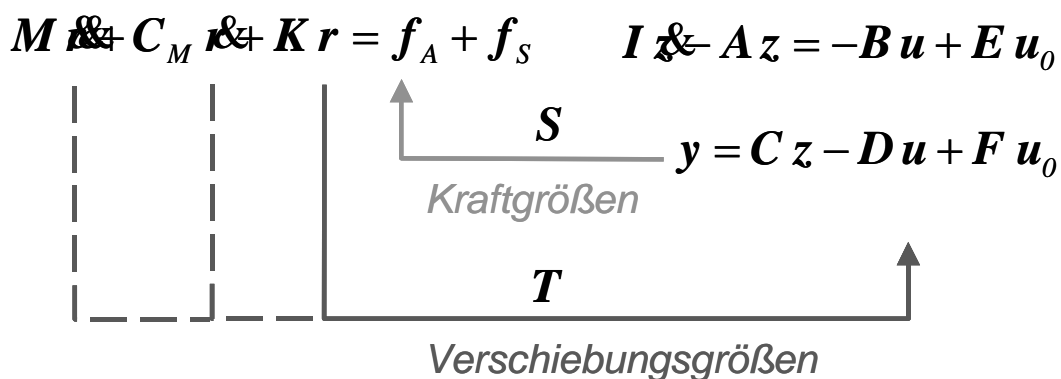 M r&& + C_M r& + K r = f_A + f_S
I z& − A z = −B u + E u_0
S
y = C z − D u + F u_0
Kraftgrößen
T
Verschiebungsgrößen